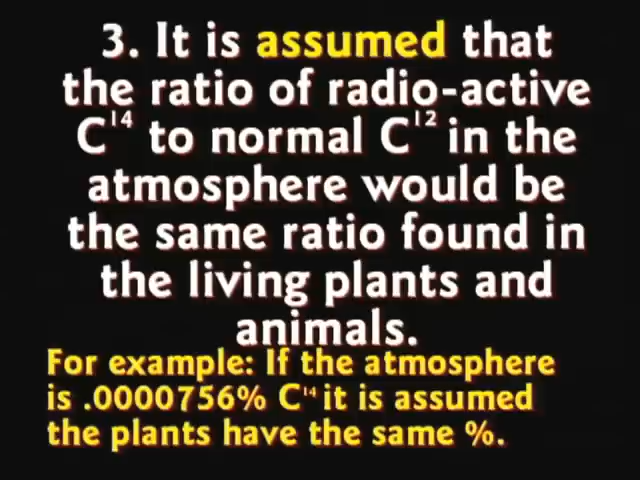 3. It is assumed that
the ratio of radio-active
C¹⁴ to normal C¹² in the
atmosphere would be
the same ratio found in
the living plants and
animals.
For example: If the atmosphere
is .0000756% C¹⁴ it is assumed
the plants have the same %.